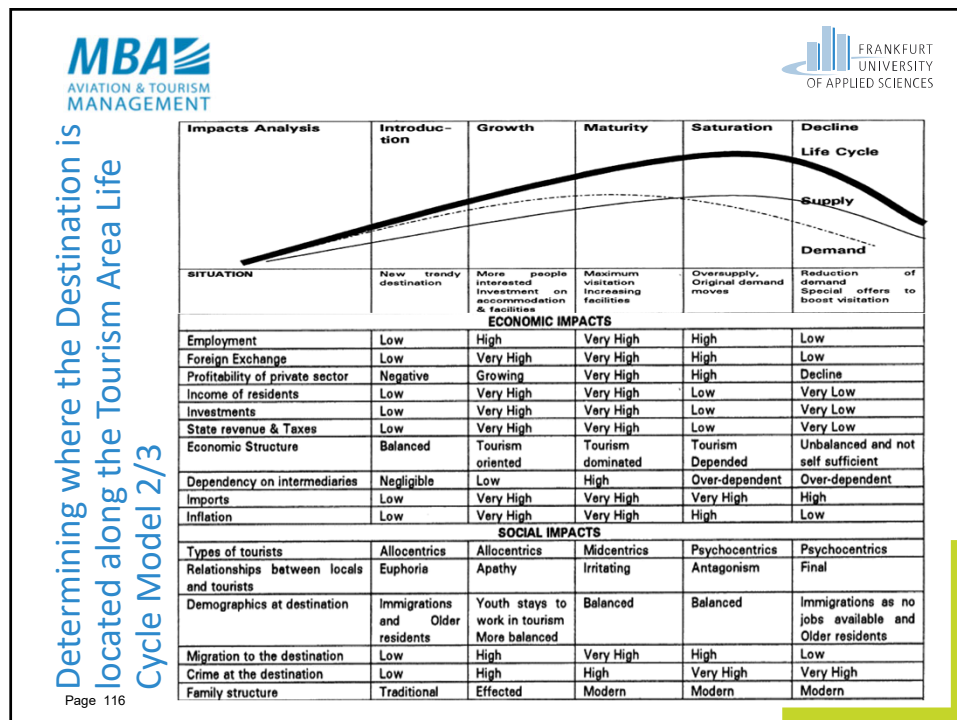 MBA
AVIATION & TOURISM
MANAGEMENT
FRANKFURT
UNIVERSITY
OF APPLIED SCIENCES
Determining where the Destination is
located along the Tourism Area Life
Cycle Model 2/3
Impacts Analysis Introduc- Growth Maturity Saturation Decline
tion
Life Cycle
Supply
Demand
SITUATION New trendy More people Maximum Oversupply, Reduction of
destination interested visitation Original demand demand
Investment on Increasing moves Special offers to
accommodation facilities boost visitation
& facilities
ECONOMIC IMPACTS
Employment Low High Very High High Low
Foreign Exchange Low Very High Very High High Low
Profitability of private sector Negative Growing Very High High Decline
Income of residents Low Very High Very High Low Very Low
Investments Low Very High Very High Low Very Low
State revenue & Taxes Low Very High Very High Low Very Low
Economic Structure Balanced Tourism Tourism Tourism Unbalanced and not
oriented dominated Depended self sufficient
Dependency on intermediaries Negligible Low High Over-dependent Over-dependent
Imports Low Very High Very High Very High High
Inflation Low Very High Very High High Low
SOCIAL IMPACTS
Types of tourists Allocentrics Allocentrics Midcentrics Psychocentrics Psychocentrics
Relationships between locals Euphoria Apathy Irritating Antagonism Final
and tourists
Demographics at destination Immigrations Youth stays to Balanced Balanced Immigrations as no
and Older work in tourism jobs available and
residents More balanced Older residents
Migration to the destination Low High Very High High Low
Crime at the destination Low High High Very High Very High
Family structure Traditional Effected Modern Modern Modern
Page 116